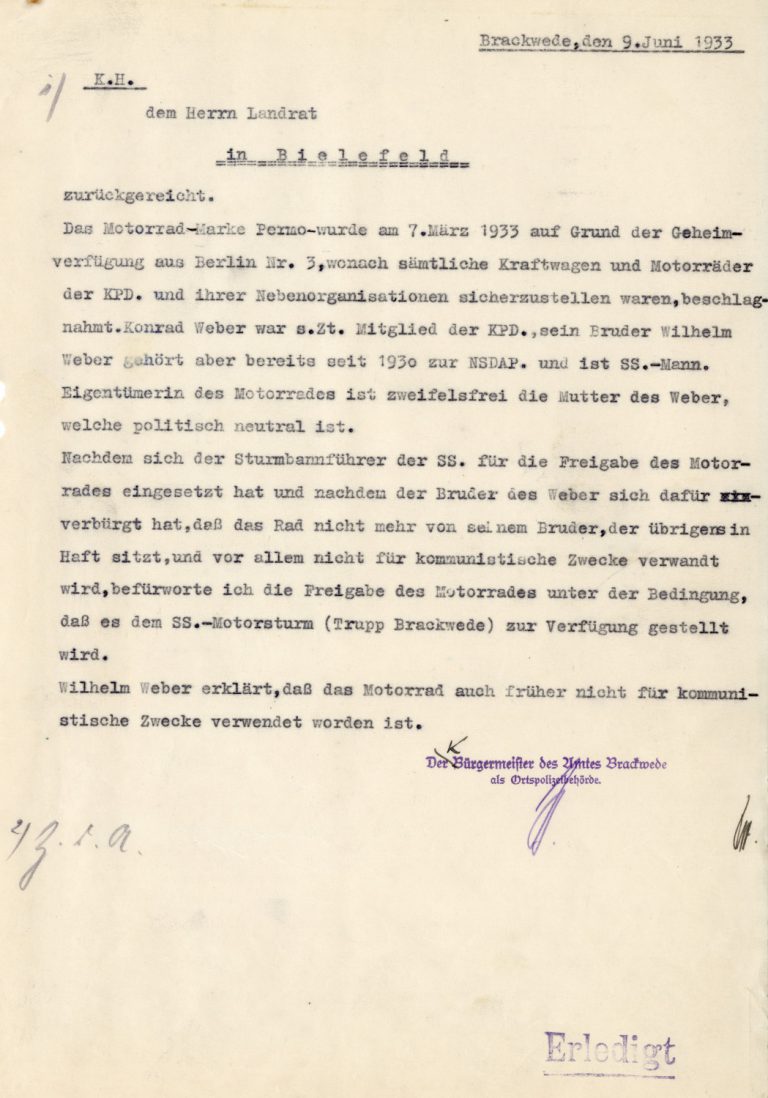 Brackwede,den 9.Juni 1933
1/ K.H.
dem Herrn Landrat
in Bielefeld
zurückgereicht.
Das Motorrad-Marke Permo-wurde am 7.März 1933 auf Grund der Geheim-
verfügung aus Berlin Nr. 3,wonach sämtliche Kraftwagen und Motorräder
der KPD. und ihrer Nebenorganisationen sicherzustellen waren,beschlag-
nahmt.Konrad Weber war s.Zt. Mitglied der KPD.,sein Bruder Wilhelm
Weber gehört aber bereits seit 193o zur NSDAP. und ist SS.-Mann.
Eigentümerin des Motorrades ist zweifelsfrei die Mutter des Weber,
welche politisch neutral ist.
Nachdem sich der Sturmbannführer der SS. für die Freigabe des Motor-
rades eingesetzt hat und nachdem der Bruder des Weber sich dafür
verbürgt hat,daß das Rad nicht mehr von seinem Bruder,der übrigens in
Haft sitzt,und vor allem nicht für kommunistische Zwecke verwandt
wird,befürworte ich die Freigabe des Motorrades unter der Bedingung,
daß es dem SS.-Motorsturm (Trupp Brackwede) zur Verfügung gestellt
wird.
Wilhelm Weber erklärt,daß das Motorrad auch früher nicht für kommuni-
stische Zwecke verwendet worden ist.
K
Der Bürgermeister des Amtes Brackwede
als Ortspolizeibehörde.
2/ Z. d. A.
Erledigt